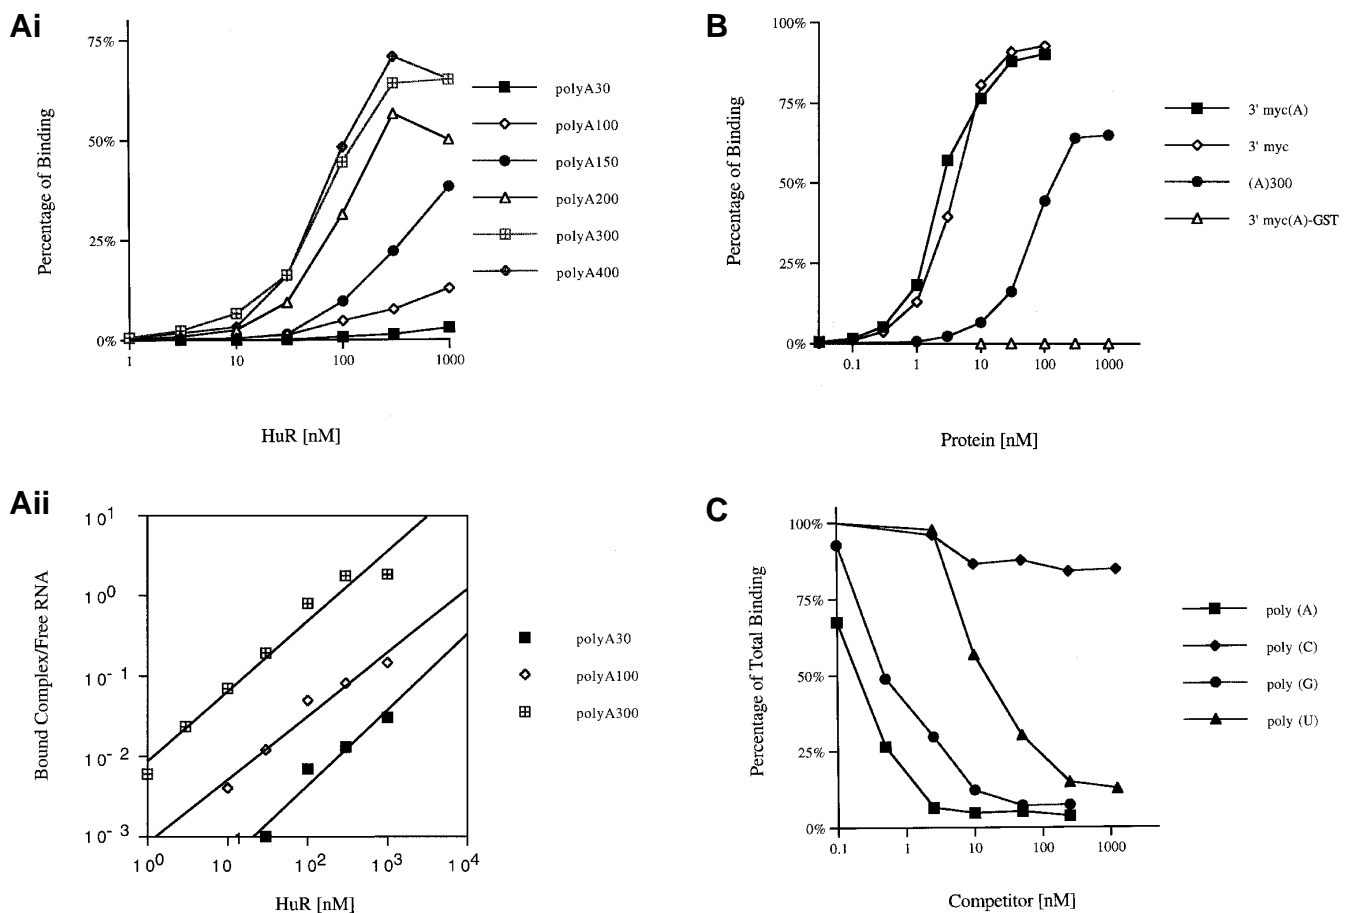 Ai
75%
50%
25%
0%
1
10
100
1000
Percentage of Binding
HuR [nM]
polyA30
polyA100
polyA150
polyA200
polyA300
polyA400
B
100%
75%
50%
25%
0%
0.1
1
10
100
1000
Percentage of Binding
Protein [nM]
3' myc(A)
3' myc
(A)300
3' myc(A)-GST
Aii
10^1
10^0
10^-1
10^-2
10^-3
10^0
10^1
10^2
10^3
10^4
Bound Complex/Free RNA
HuR [nM]
polyA30
polyA100
polyA300
C
100%
75%
50%
25%
0%
0.1
1
10
100
1000
Percentage of Total Binding
Competitor [nM]
poly (A)
poly (C)
poly (G)
poly (U)